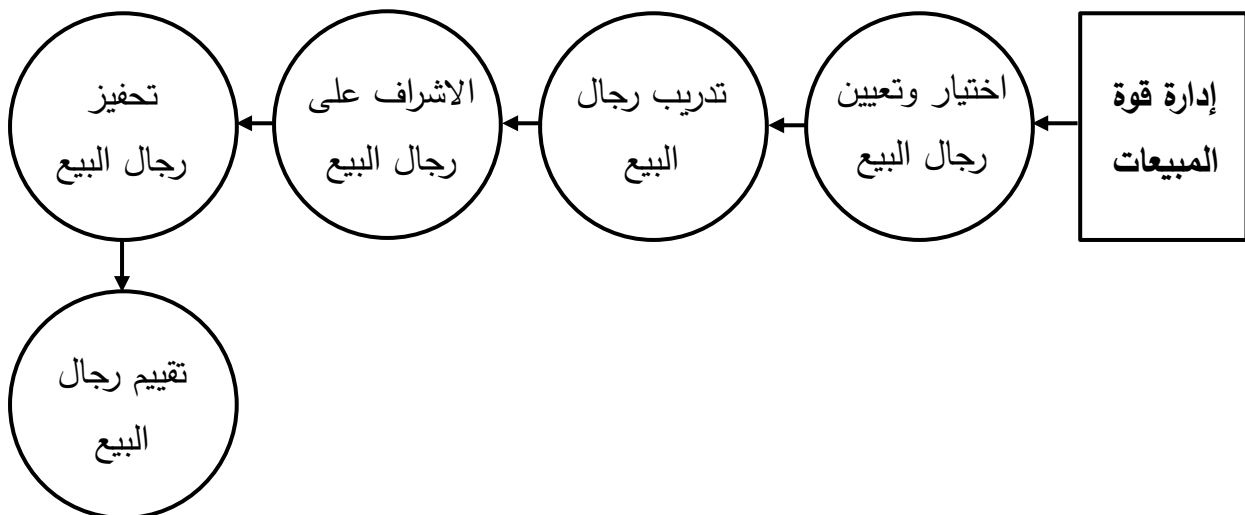 إدارة قوة
المبيعات
اختيار وتعيين
رجال البيع
تدريب رجال
البيع
الاشراف على
رجال البيع
تحفيز
رجال البيع
تقييم رجال
البيع